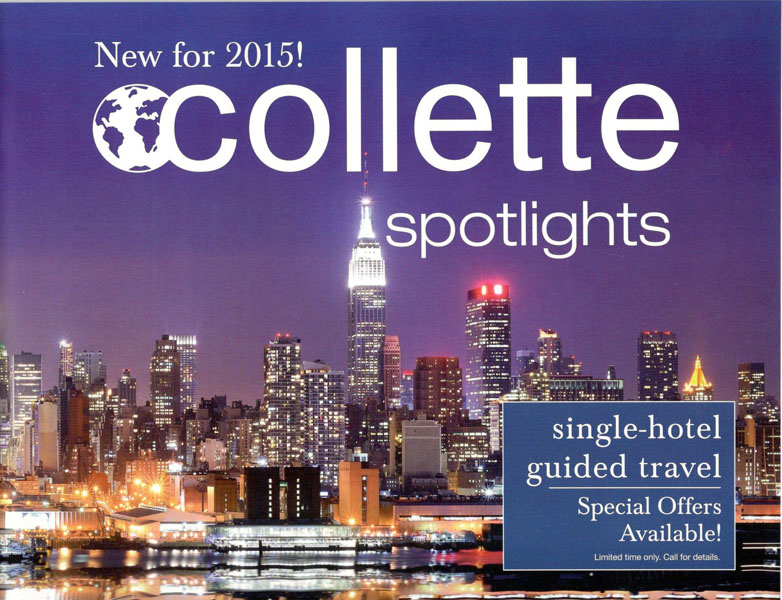 New for 2015!
collette
spotlights
single-hotel
guided travel
Special Offers
Available!
Limited time only. Call for details.